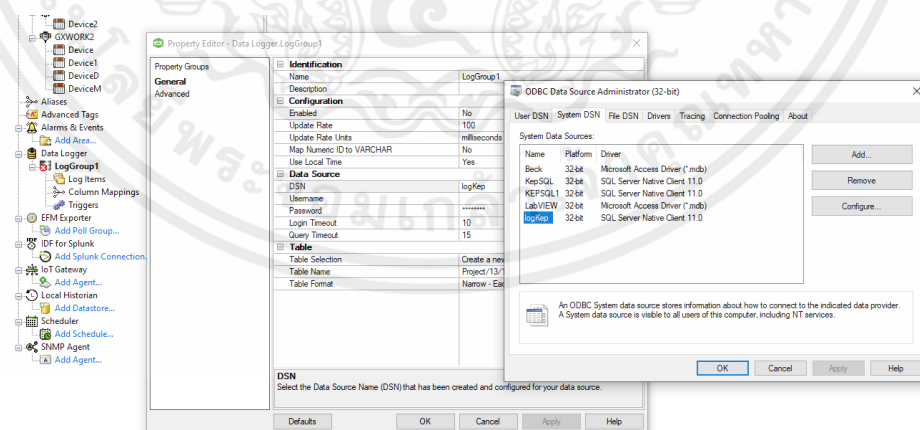 Device2
GXWORK2
Device
Device1
DeviceD
DeviceM
Aliases
Advanced Tags
Alarms & Events
Add Area...
Data Logger
LogGroup1
Log Items
Column Mappings
Triggers
EFM Exporter
Add Poll Group...
IDF for Splunk
Add Splunk Connection.
IoT Gateway
Add Agent...
Local Historian
Add Datastore...
Scheduler
Add Schedule...
SNMP Agent
Add Agent...
Property Editor - Data Logger.LogGroup1
Property Groups
General
Advanced
Identification
Name LogGroup1
Description
Configuration
Enabled No
Update Rate 100
Update Rate Units milliseconds
Map Numeric ID to VARCHAR No
Use Local Time Yes
Data Source
DSN logKep
Username
Password ********
Login Timeout 10
Query Timeout 15
Table
Table Selection Create a new
Table Name Project/13/1
Table Format Narrow - Eac
DSN
Select the Data Source Name (DSN) that has been created and configured for your data source.
Defaults OK Cancel Apply Help
ODBC Data Source Administrator (32-bit)
User DSN System DSN File DSN Drivers Tracing Connection Pooling About
System Data Sources:
Name Platform Driver
Beck 32-bit Microsoft Access Driver (*.mdb)
KepSQL 32-bit SQL Server Native Client 11.0
KEPSQL1 32-bit SQL Server Native Client 11.0
LabVIEW 32-bit Microsoft Access Driver (*.mdb)
logKep 32-bit SQL Server Native Client 11.0
Add...
Remove
Configure...
An ODBC System data source stores information about how to connect to the indicated data provider.
A System data source is visible to all users of this computer, including NT services.
OK Cancel Apply Help